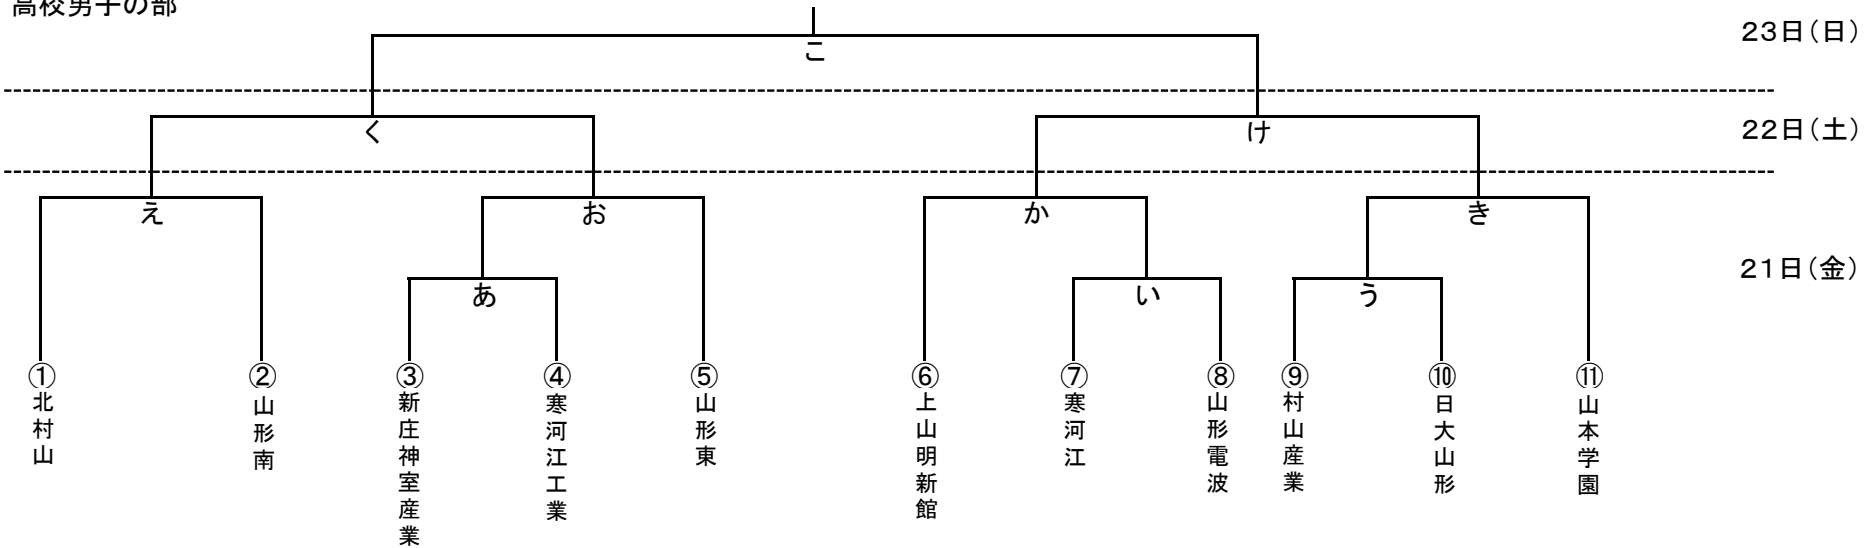 高校男子の部
23日(日)
こ
22日(土)
く
け
え
お
か
き
21日(金)
あ
い
う
①北村山
②山形南
③新庄神室産業
④寒河江工業
⑤山形東
⑥上山明新館
⑦寒河江
⑧山形電波
⑨村山産業
⑩日大山形
⑪山本学園